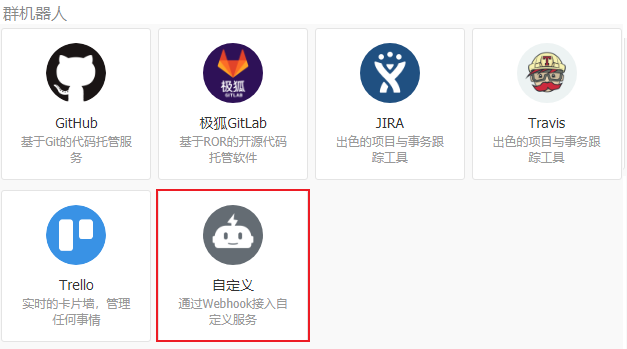 群机器人
极狐
GITLAB
T
GitHub
极狐GitLab
JIRA
Travis
基于Git的代码托管服
务
基于ROR的开源代码
托管软件
出色的项目与事务跟
踪工具
出色的项目与事务跟
踪工具
Trello
自定义
实时的卡片墙，管理
任何事情
通过Webhook接入自
定义服务